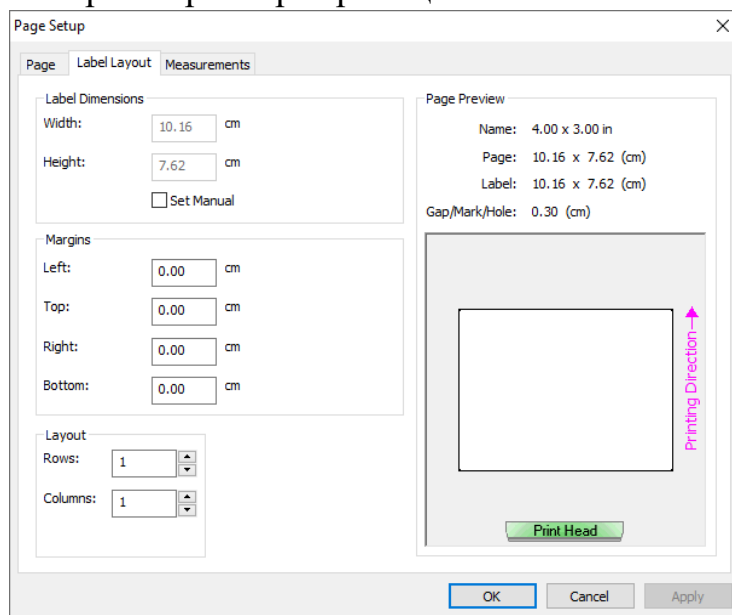 Page Setup
Page Label Layout Measurements
Label Dimensions
Width: 10.16 cm
Height: 7.62 cm
Set Manual
Margins
Left: 0.00 cm
Top: 0.00 cm
Right: 0.00 cm
Bottom: 0.00 cm
Layout
Rows: 1
Columns: 1
Page Preview
Name: 4.00 x 3.00 in
Page: 10.16 x 7.62 (cm)
Label: 10.16 x 7.62 (cm)
Gap/Mark/Hole: 0.30 (cm)
Printing Direction
Print Head
OK Cancel Apply